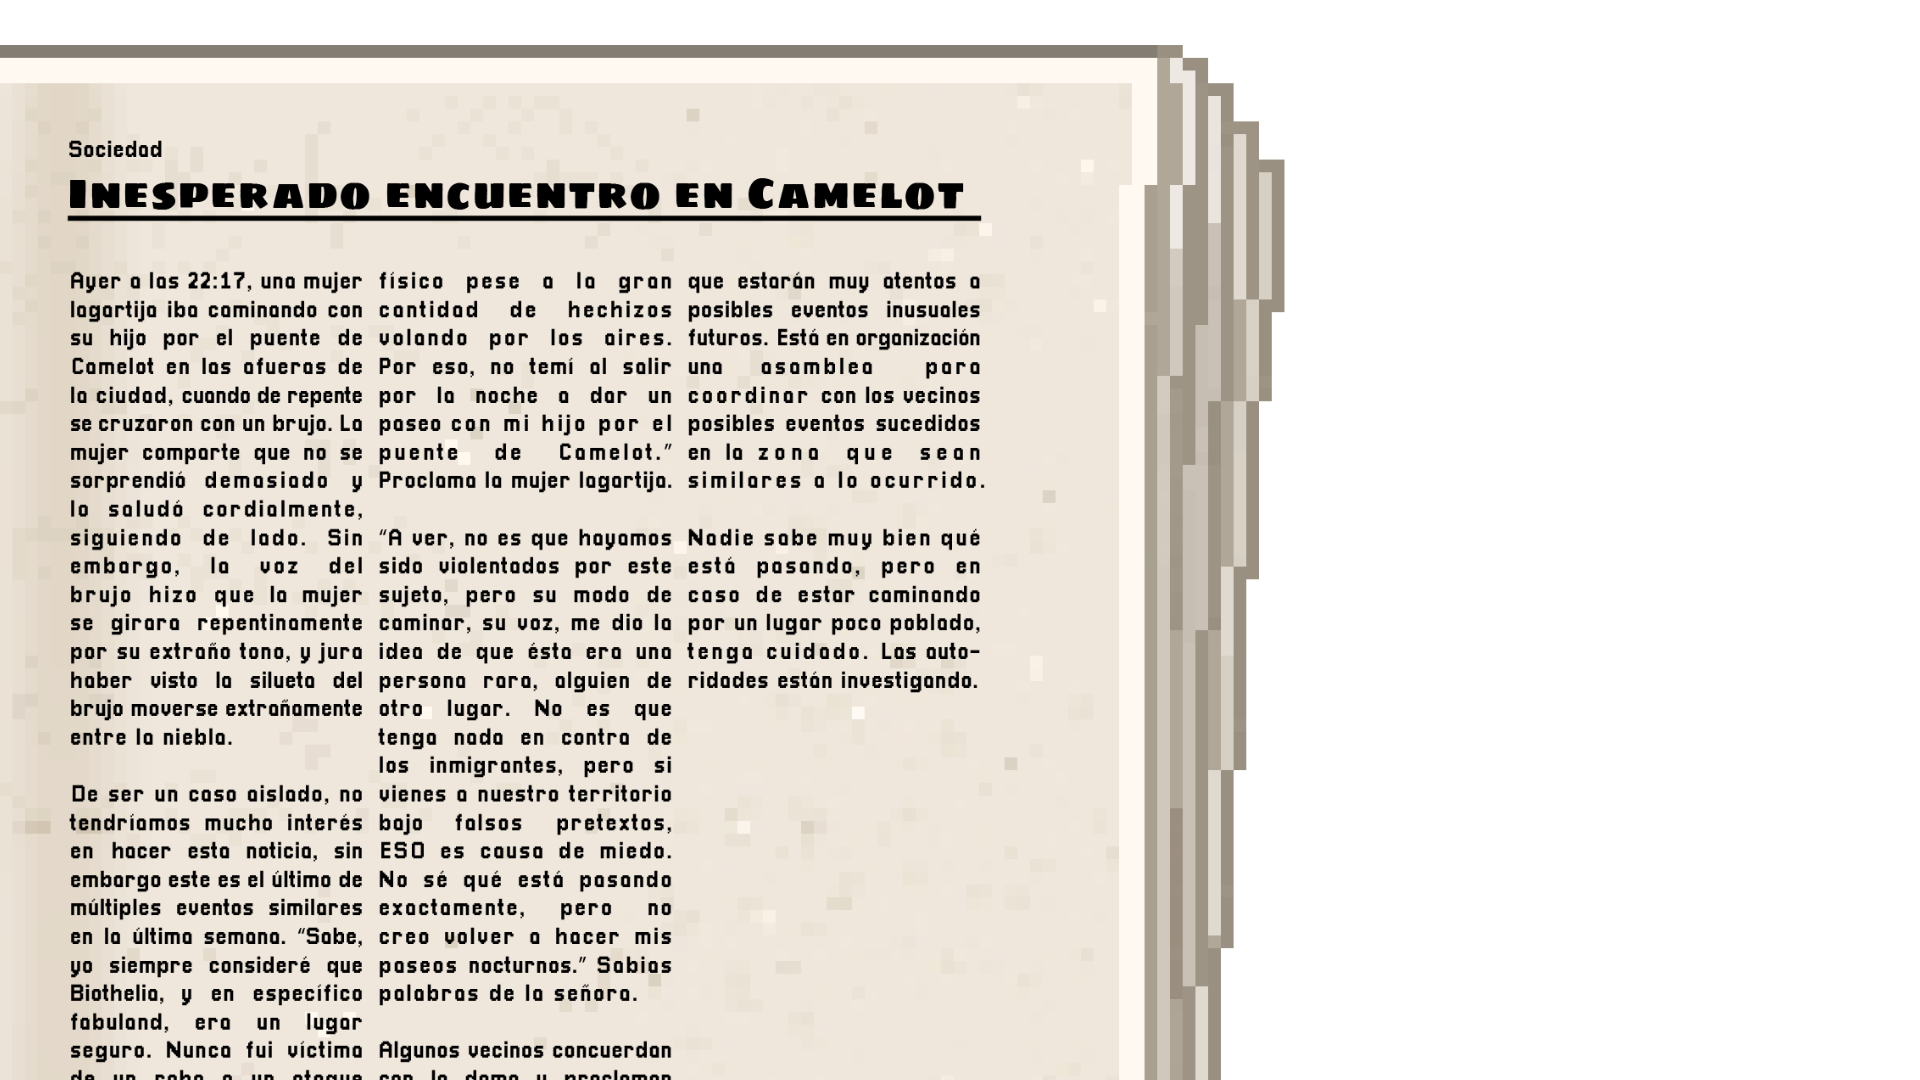 Sociedad
Inesperado encuentro en Camelot
Ayer a las 22:17, una mujer
lagartija iba caminando con
su hijo por el puente de
Camelot en las afueras de
la ciudad, cuando de repente
se cruzaron con un brujo. La
mujer comparte que no se
sorprendió demasiado y
lo saludó cordialmente,
siguiendo de lado. Sin
embargo, la voz del
brujo hizo que la mujer
se girara repentinamente
por su extraño tono, y jura
haber visto la silueta del
brujo moverse extrañamente
entre la niebla.
De ser un caso aislado, no
tendríamos mucho interés
en hacer esta noticia, sin
embargo este es el último de
múltiples eventos similares
en la última semana. "Sabe,
yo siempre consideré que
Biothelia, y en específico
fabuland, era un lugar
seguro. Nunca fui víctima
de un robo o un ataque
físico pese a la gran
cantidad de hechizos
volando por los aires.
Por eso, no temí al salir
por la noche a dar un
paseo con mi hijo por el
puente de Camelot."
Proclama la mujer lagartija.
"A ver, no es que hayamos
sido violentados por este
sujeto, pero su modo de
caminar, su voz, me dio la
idea de que ésta era una
persona rara, alguien de
otro lugar. No es que
tenga nada en contra de
los inmigrantes, pero si
vienes a nuestro territorio
bajo falsos pretextos,
ESO es causa de miedo.
No sé qué está pasando
exactamente, pero no
creo volver a hacer mis
paseos nocturnos." Sabias
palabras de la señora.
Algunos vecinos concuerdan
con la dama y proclaman
que estarán muy atentos a
posibles eventos inusuales
futuros. Está en organización
una asamblea para
coordinar con los vecinos
posibles eventos sucedidos
en la zona que sean
similares a lo ocurrido.
Nadie sabe muy bien qué
está pasando, pero en
caso de estar caminando
por un lugar poco poblado,
tenga cuidado. Las auto-
ridades están investigando.